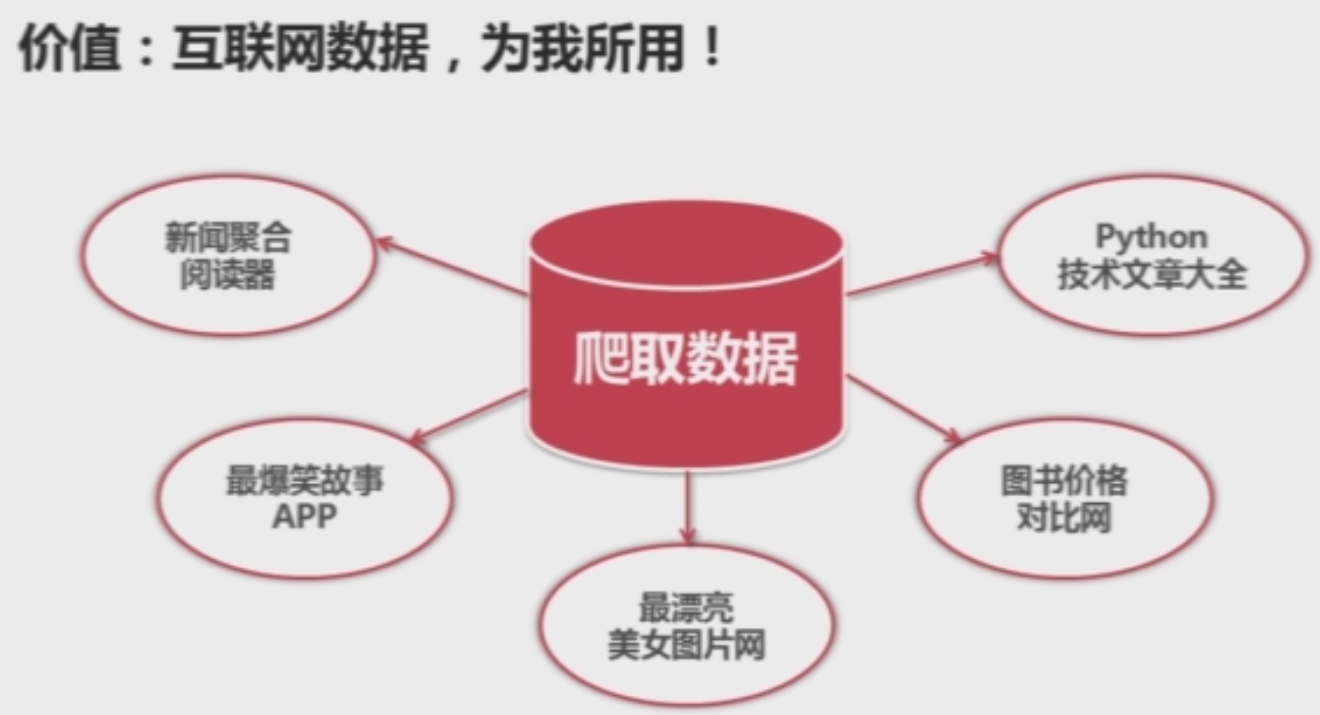 价值：互联网数据，为我所用！
新闻聚合
阅读器
Python
技术文章大全
爬取数据
最爆笑故事
APP
图书价格
对比网
最漂亮
美女图片网